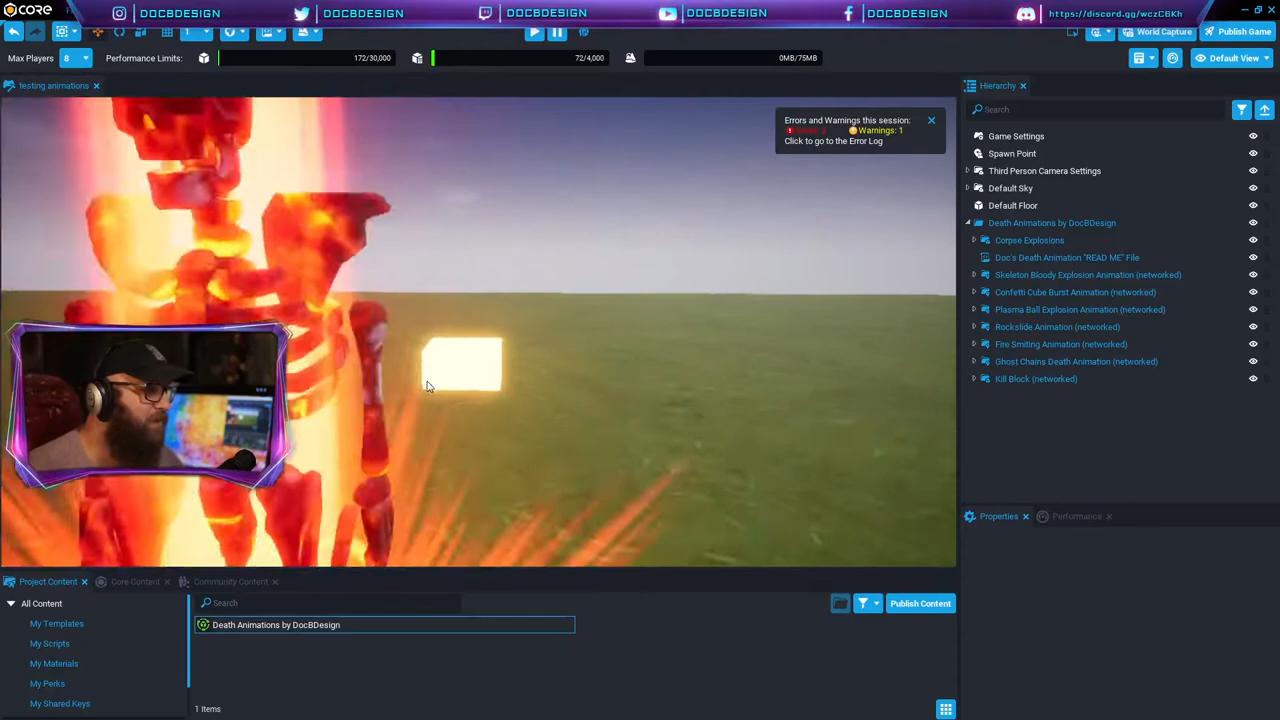 CORE
DOCBDESIGN
DOCBDESIGN
DOCBDESIGN
DOCBDESIGN
DOCBDESIGN
https://discord.gg/wczC6Kh
1
World Capture
Publish Game
Max Players
8
Performance Limits:
172/30,000
72/4,000
0MB/75MB
Default View
testing animations
Errors and Warnings this session:
Warnings: 1
Click to go to the Error Log
Hierarchy
Search
Game Settings
Spawn Point
Third Person Camera Settings
Default Sky
Default Floor
Death Animations by DocBDesign
Corpse Explosions
Doc's Death Animation "READ ME" File
Skeleton Bloody Explosion Animation (networked)
Confetti Cube Burst Animation (networked)
Plasma Ball Explosion Animation (networked)
Rockslide Animation (networked)
Fire Smiting Animation (networked)
Ghost Chains Death Animation (networked)
Kill Block (networked)
Properties
Performance
Project Content
Core Content
Community Content
All Content
My Templates
My Scripts
My Materials
My Perks
My Shared Keys
Search
Publish Content
Death Animations by DocBDesign
1 Items